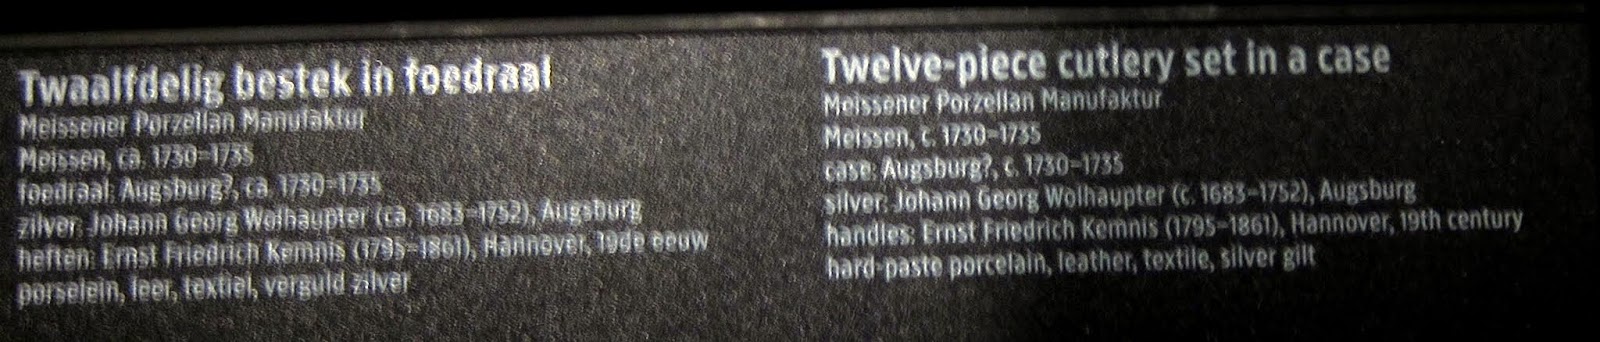 Twaalfdelig bestek in foedraal
Meissener Porzellan Manufaktur
Meissen, ca. 1730-1735
foedraal: Augsburg?, ca. 1730-1735
zilver: Johann Georg Wolhaupter (ca. 1683-1752), Augsburg
heften: Ernst Friedrich Kemnis (1795-1861), Hannover, 19de eeuw
porselein, leer, textiel, verguld zilver
Twelve-piece cutlery set in a case
Meissener Porzellan Manufaktur
Meissen, c. 1730-1735
case: Augsburg?, c. 1730-1735
silver: Johann Georg Wolhaupter (c. 1683-1752), Augsburg
handles: Ernst Friedrich Kemnis (1795-1861), Hannover, 19th century
hard-paste porcelain, leather, textile, silver gilt